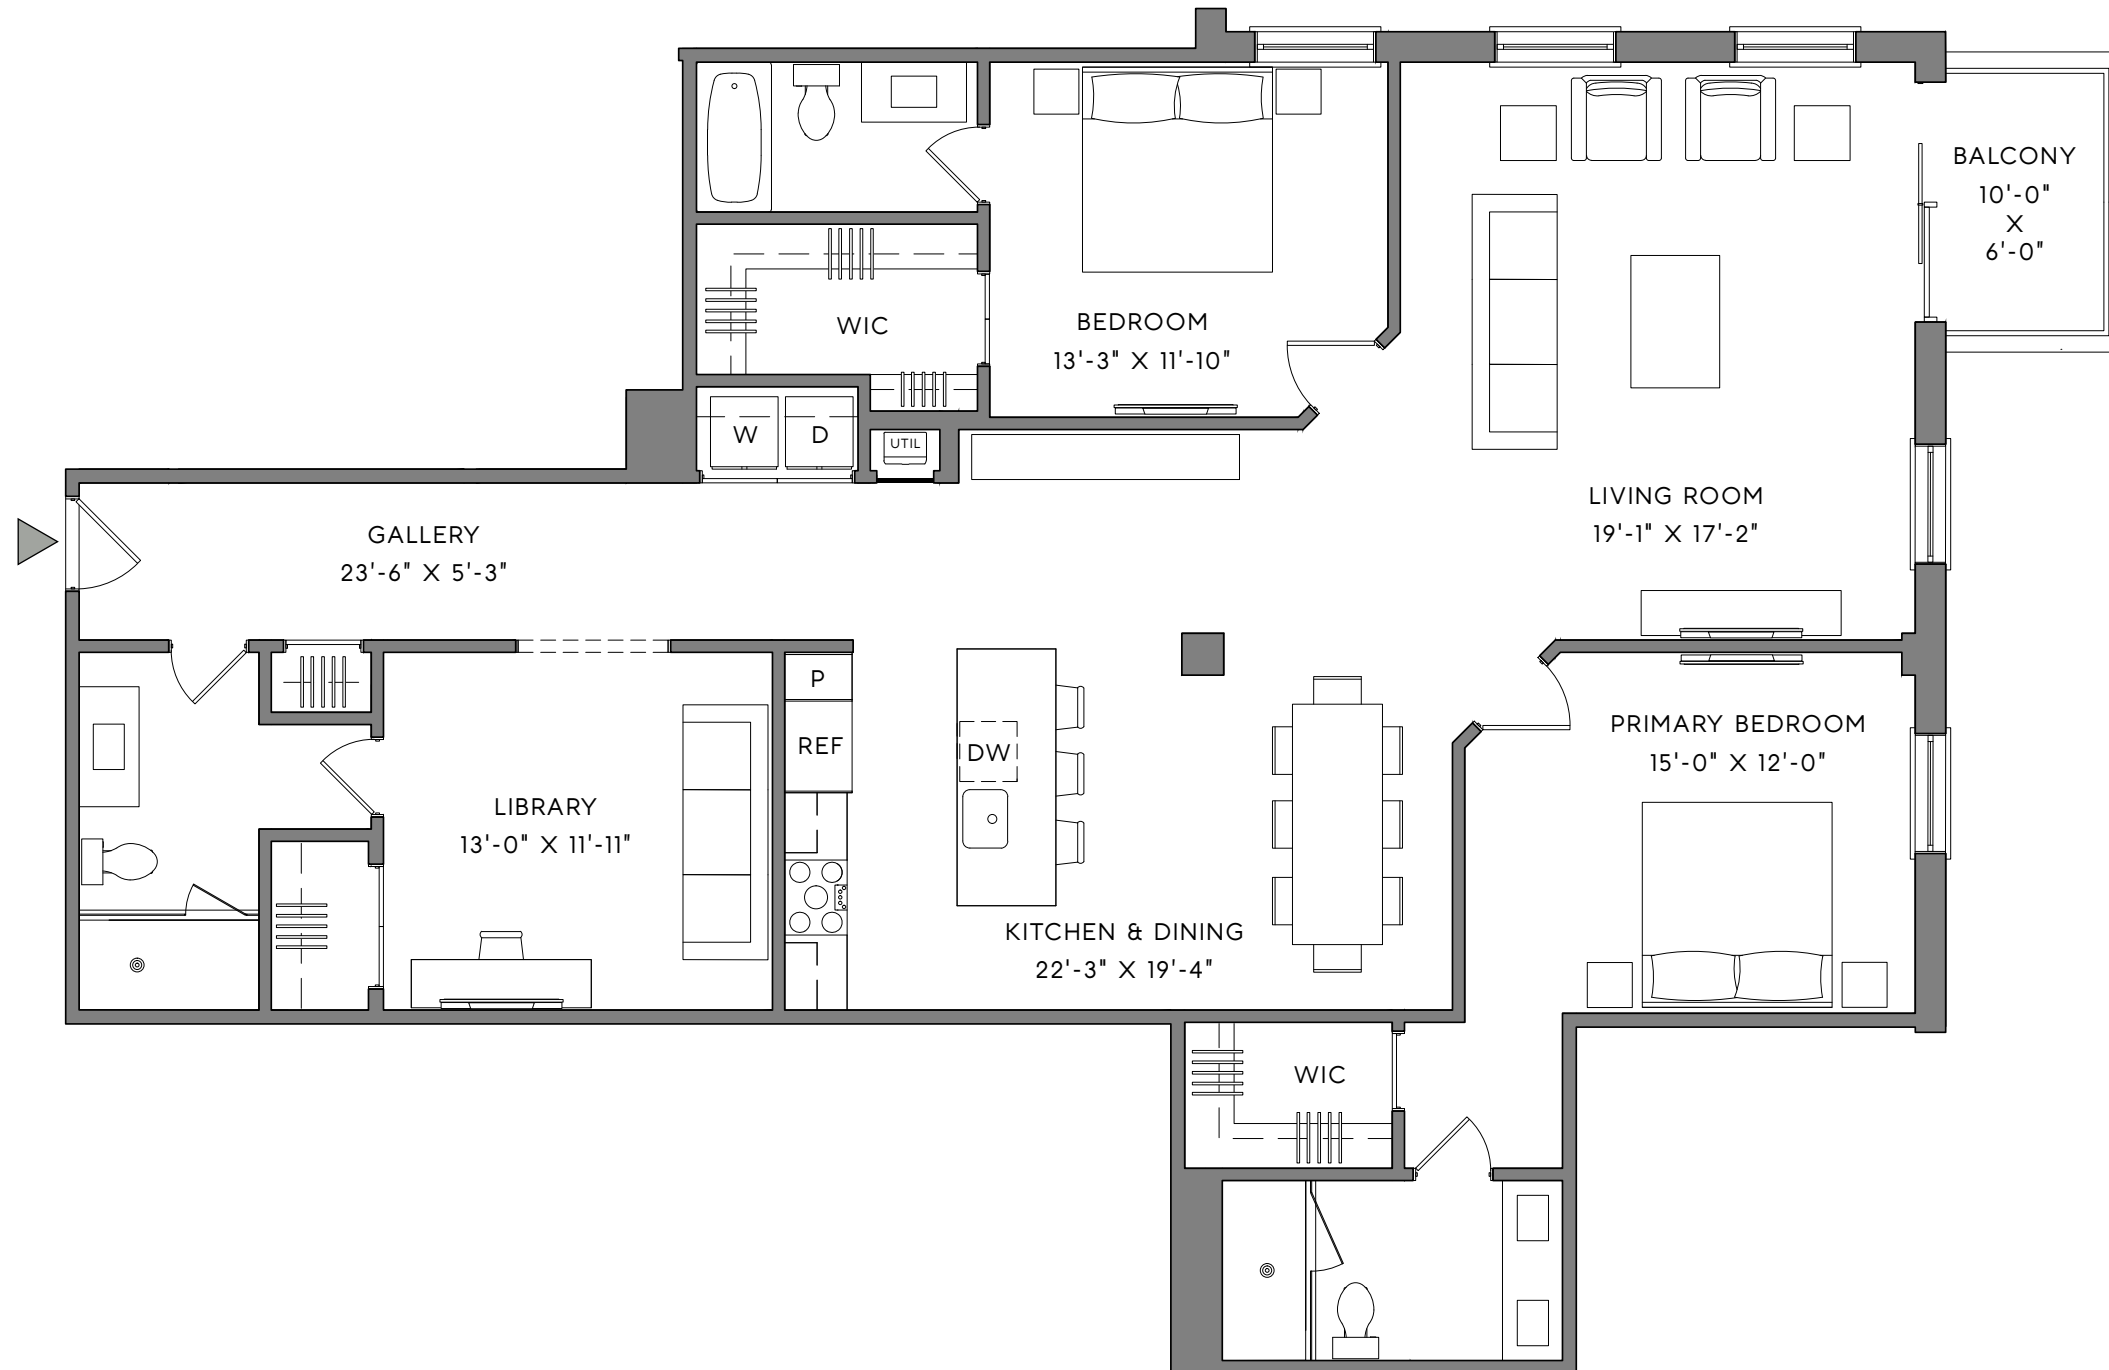 BALCONY
10'-0"
X
6'-0"
WIC
BEDROOM
13'-3" X 11'-10"
W
D
UTIL
LIVING ROOM
19'-1" X 17'-2"
GALLERY
23'-6" X 5'-3"
P
REF
DW
PRIMARY BEDROOM
15'-0" X 12'-0"
LIBRARY
13'-0" X 11'-11"
KITCHEN & DINING
22'-3" X 19'-4"
WIC